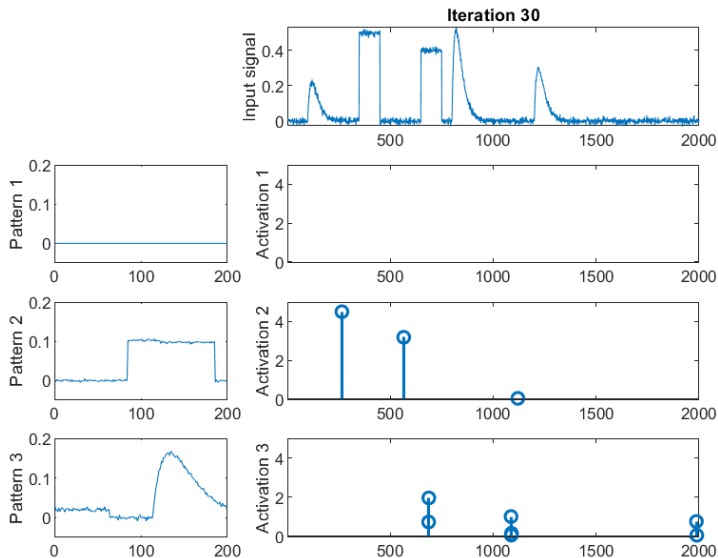 Iteration 30
Input signal
0.4
0.2
0
500 1000 1500 2000
Pattern 1
0.2
0.1
0
0 100 200
Activation 1
4
2
0
500 1000 1500 2000
Pattern 2
0.2
0.1
0
0 100 200
Activation 2
4
2
0
500 1000 1500 2000
Pattern 3
0.2
0.1
0
0 100 200
Activation 3
4
2
0
500 1000 1500 2000